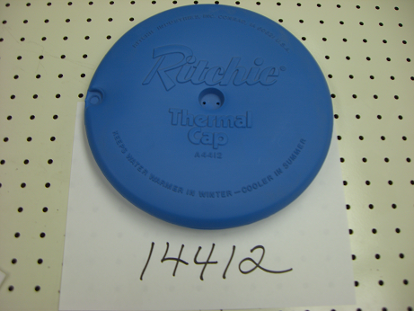 Ritchie
Thermal
Cap
14412
KEEPS WATER WARMER IN WINTER – COOLER IN SUMMER
14412